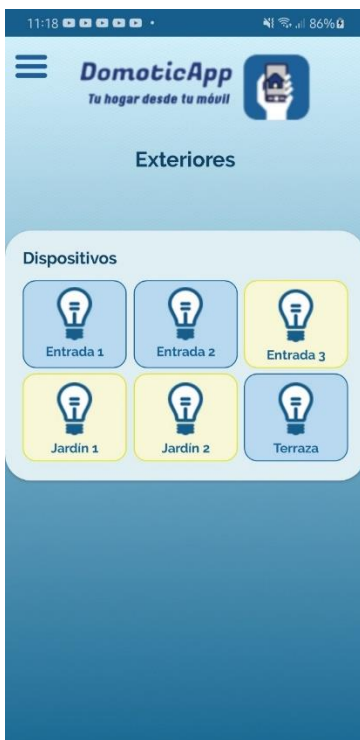 11:18
86%
DomoticApp
Tu hogar desde tu móvil
Exteriores
Dispositivos
Entrada 1 Entrada 2 Entrada 3
Jardín 1 Jardín 2 Terraza